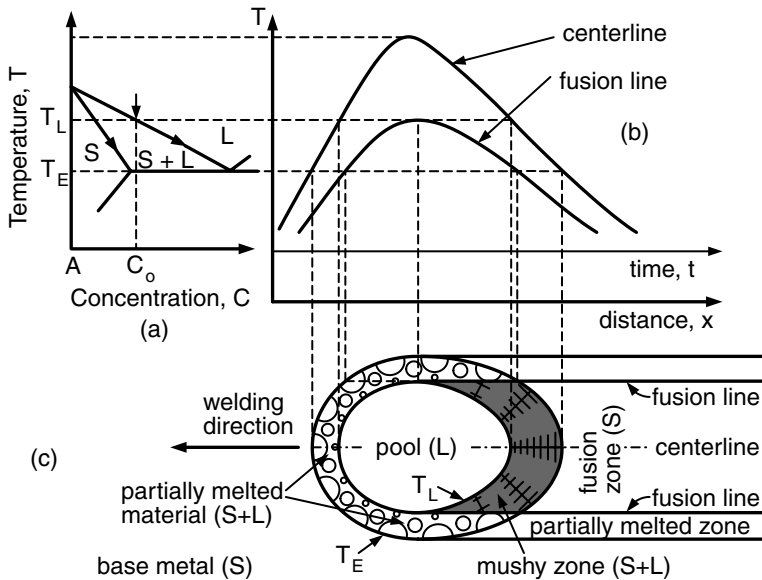 (a)
Temperature, T
T_L
T_E
S
S + L
L
A
C_o
Concentration, C
(a)
T
centerline
fusion line
(b)
time, t
distance, x
(c)
welding
direction
partially melted
material (S+L)
base metal (S)
T_E
pool (L)
T_L
mushy zone (S+L)
fusion
zone (S)
fusion line
centerline
fusion line
partially melted zone